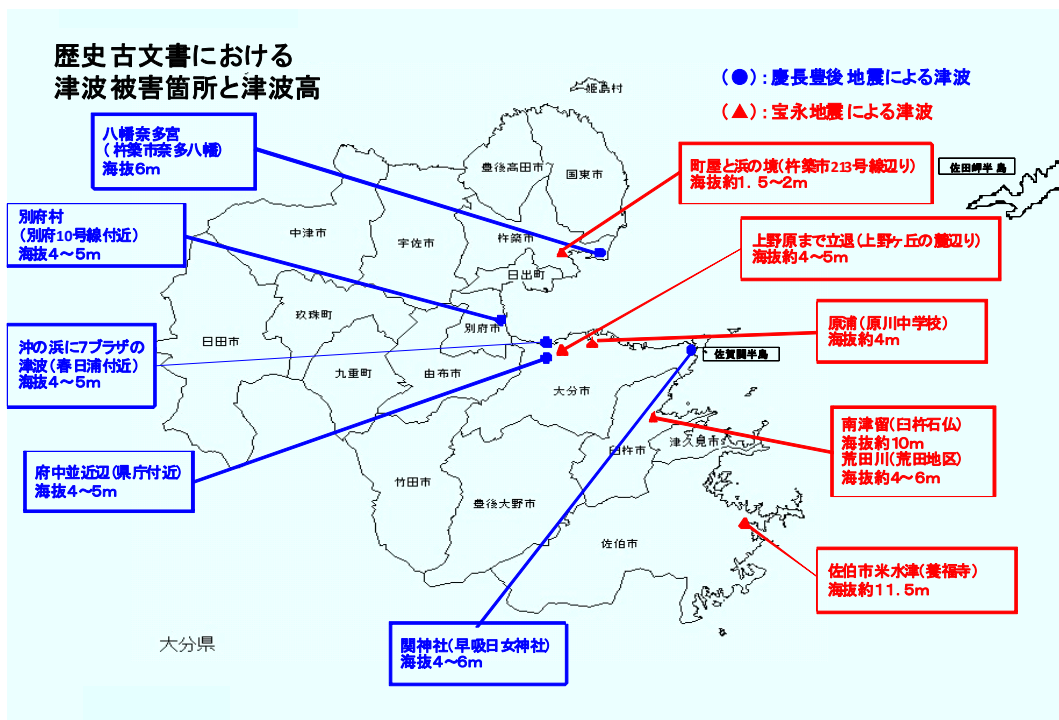 歴史古文書における
津波被害箇所と津波高
(●):慶長豊後地震による津波
(▲):宝永地震による津波
八幡奈多宮
(杵築市奈多八幡)
海抜6m
別府村
(別府10号線付近)
海抜4~5m
沖の浜に7ブラザの
津波(春日浦付近)
海抜4~5m
府中並近辺(県庁付近)
海抜4~5m
関神社(早吸日女神社)
海抜4~6m
町屋と浜の境(杵築市213号線辺り)
海抜約1.5~2m
上野原まで立退(上野ヶ丘の麓辺り)
海抜約4~5m
原浦(原川中学校)
海抜約4m
南津留(臼杵石仏)
海抜約10m
荒田川(荒田地区)
海抜約4~6m
佐伯市米水津(養福寺)
海抜約11.5m
佐田岬半島
佐賀関半島
姫島村
豊後高田市
国東市
中津市
宇佐市
杵築市
日出町
玖珠町
別府市
日田市
九重町
由布市
大分市
津久見市
臼杵市
竹田市
豊後大野市
佐伯市
大分県